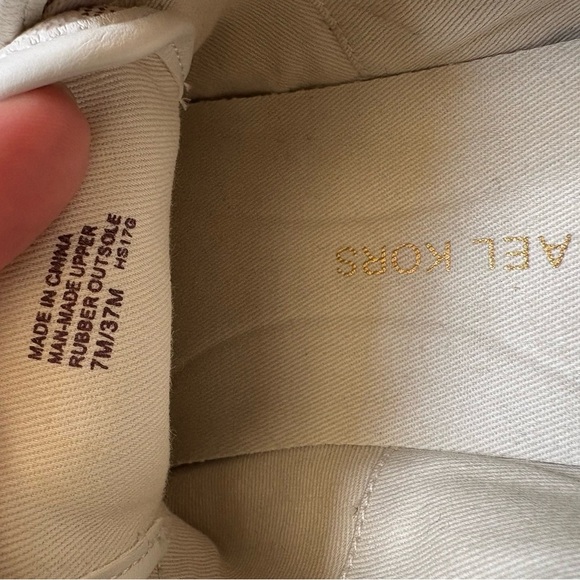 MADE IN CHINA
MAN-MADE UPPER
RUBBER OUTSOLE
7M/37M HS17G
AEL KORS